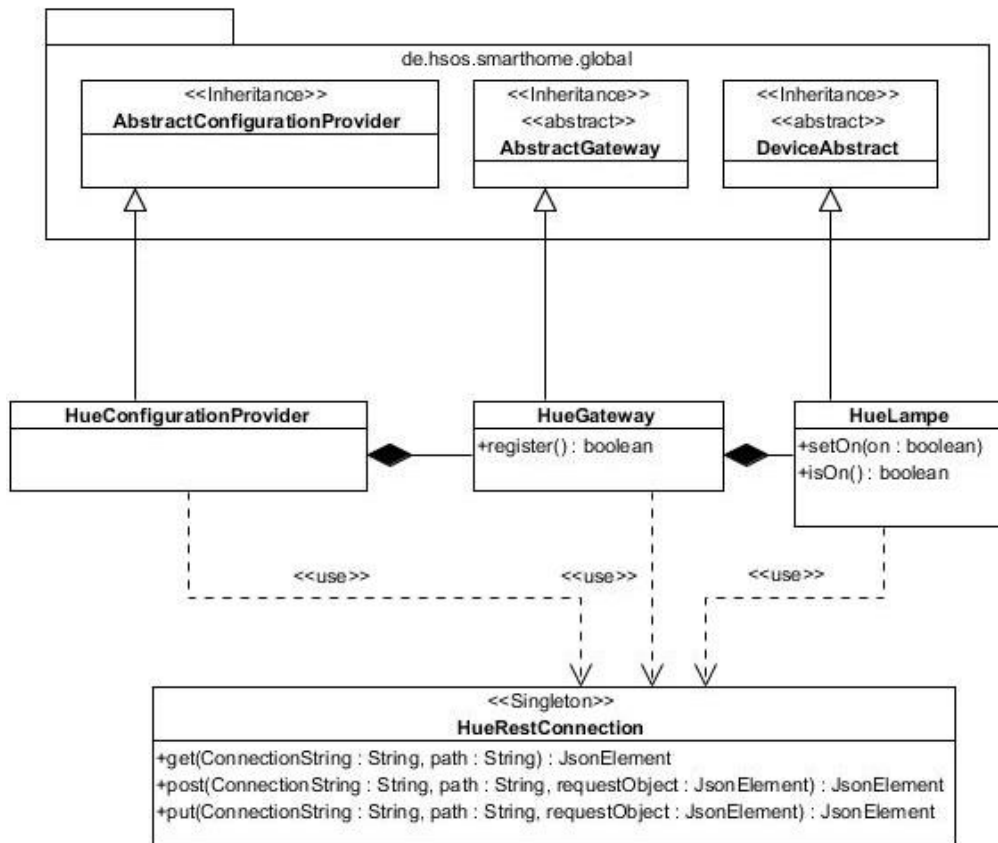 de.hsos.smarthome.global
<<Inheritance>>
AbstractConfigurationProvider
<<Inheritance>>
<<abstract>>
AbstractGateway
<<Inheritance>>
<<abstract>>
DeviceAbstract
HueConfigurationProvider
HueGateway
+register() : boolean
HueLampe
+setOn(on : boolean)
+isOn() : boolean
<<use>>
<<use>>
<<use>>
<<Singleton>>
HueRestConnection
+get(ConnectionString : String, path : String) : JsonElement
+post(ConnectionString : String, path : String, requestObject : JsonElement) : JsonElement
+put(ConnectionString : String, path : String, requestObject : JsonElement) : JsonElement